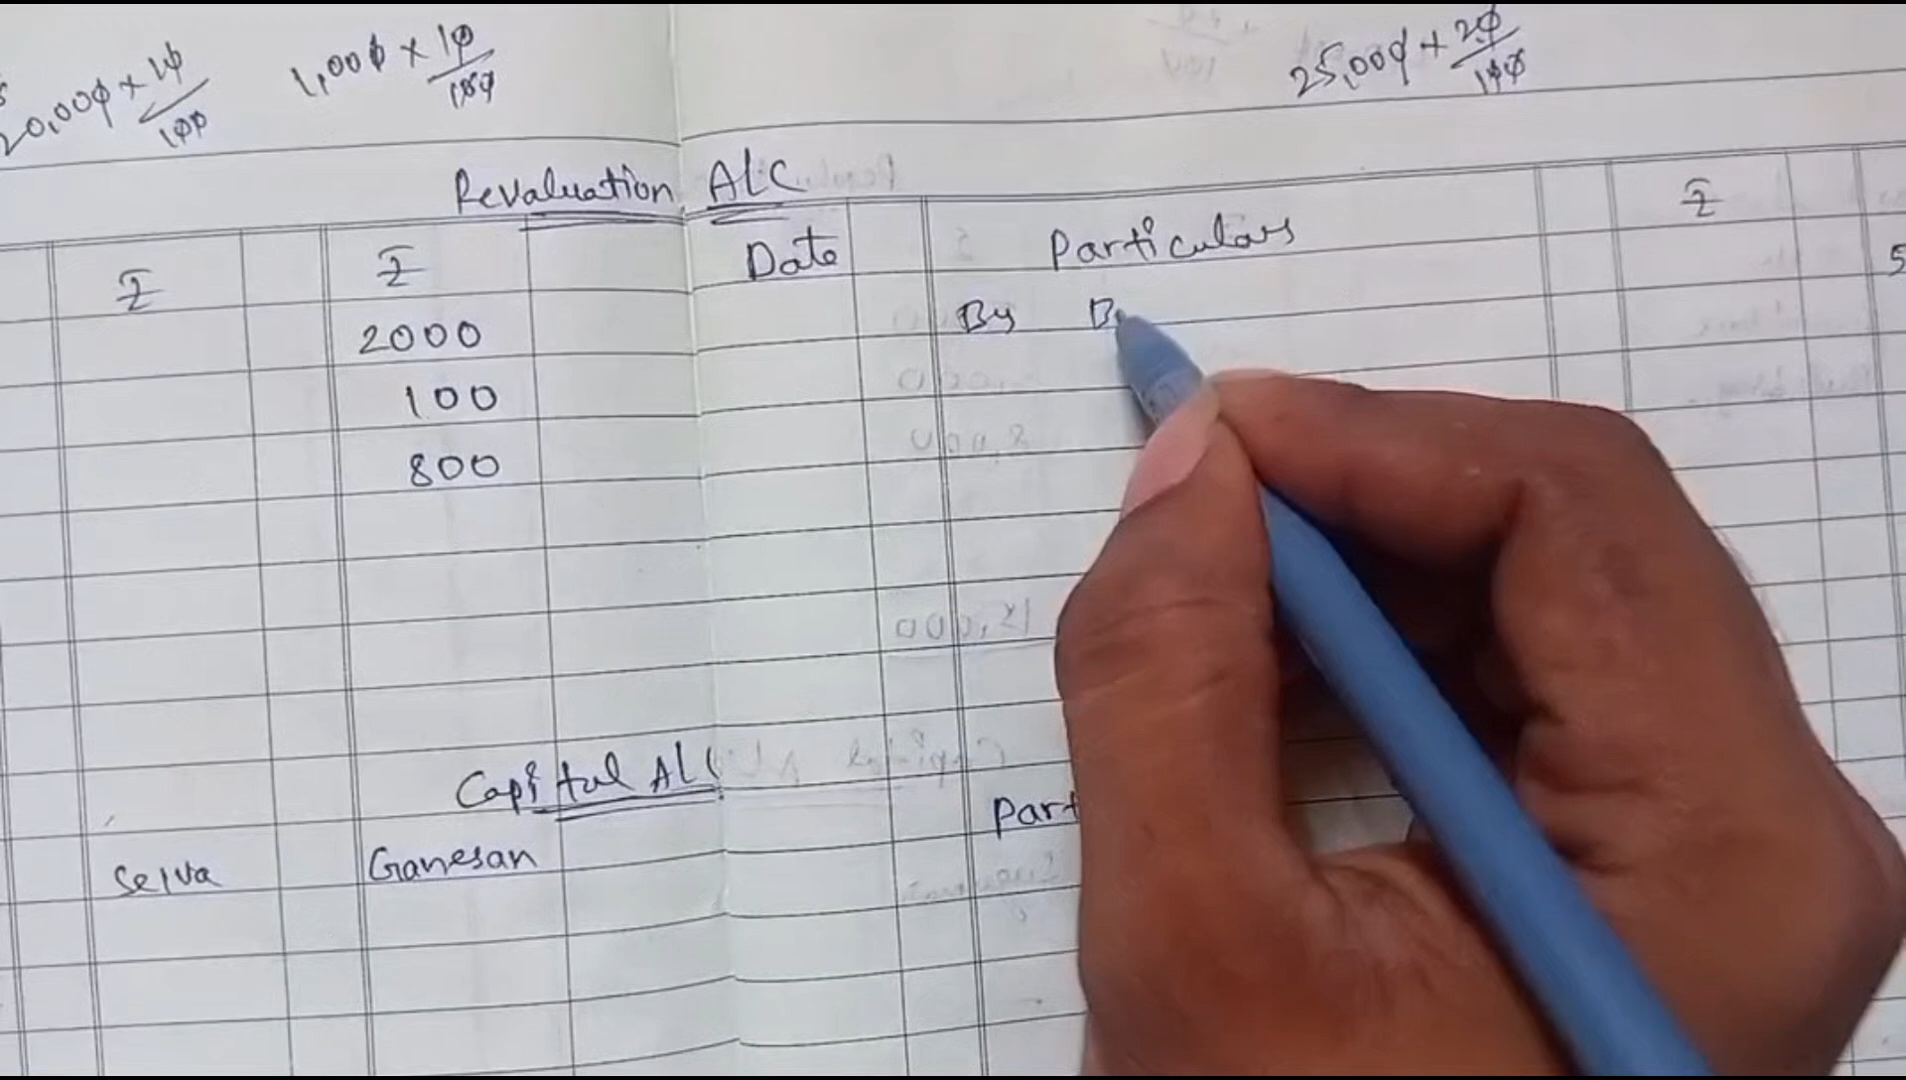 20,000 × 10/100 1,000 × 10/100 25,000 + 20/100
Revaluation A/C
₹ ₹ Date Particulars ₹
2000 By B
100
800
Capital A/C
Selva Ganesan Part
5